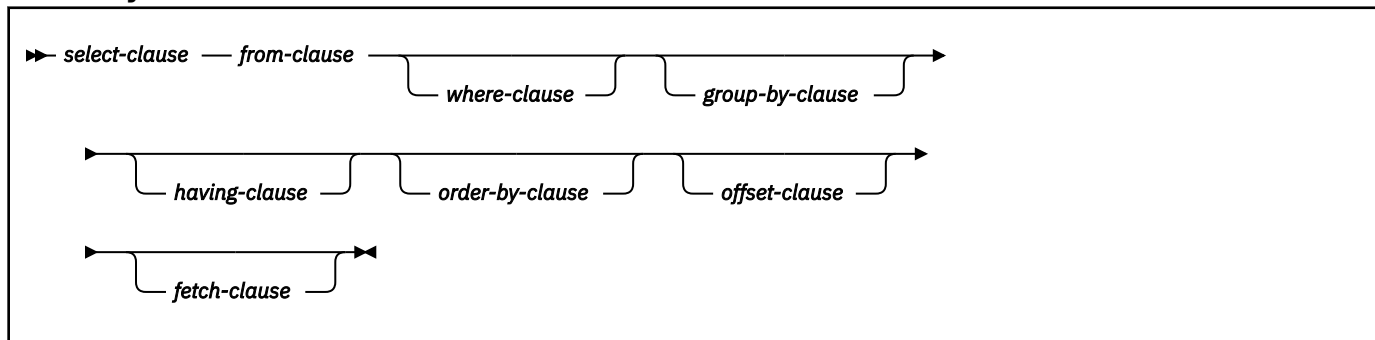 select-clause from-clause
where-clause group-by-clause
having-clause order-by-clause offset-clause
fetch-clause